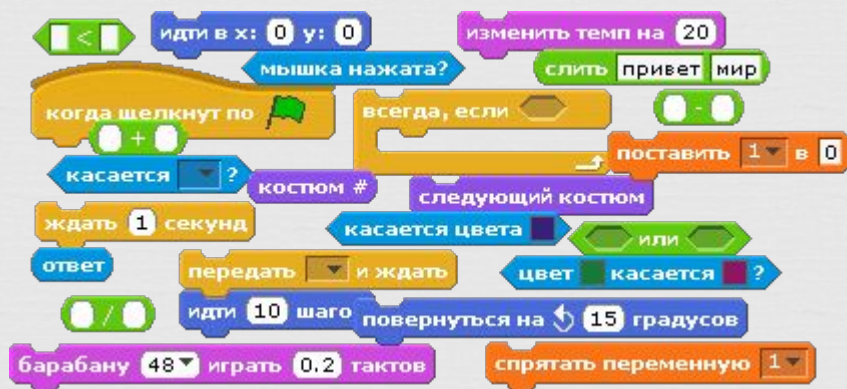 <
идти в x: 0 y: 0
изменить темп на 20
мышка нажата?
слить привет мир
когда щелкнут по
всегда, если
-
+
поставить 1 в 0
касается ?
костюм #
следующий костюм
ждать 1 секунд
касается цвета
или
ответ
передать и ждать
цвет касается ?
/
идти 10 шаго
повернуться на 15 градусов
барабану 48 играть 0.2 тактов
спрятать переменную 1